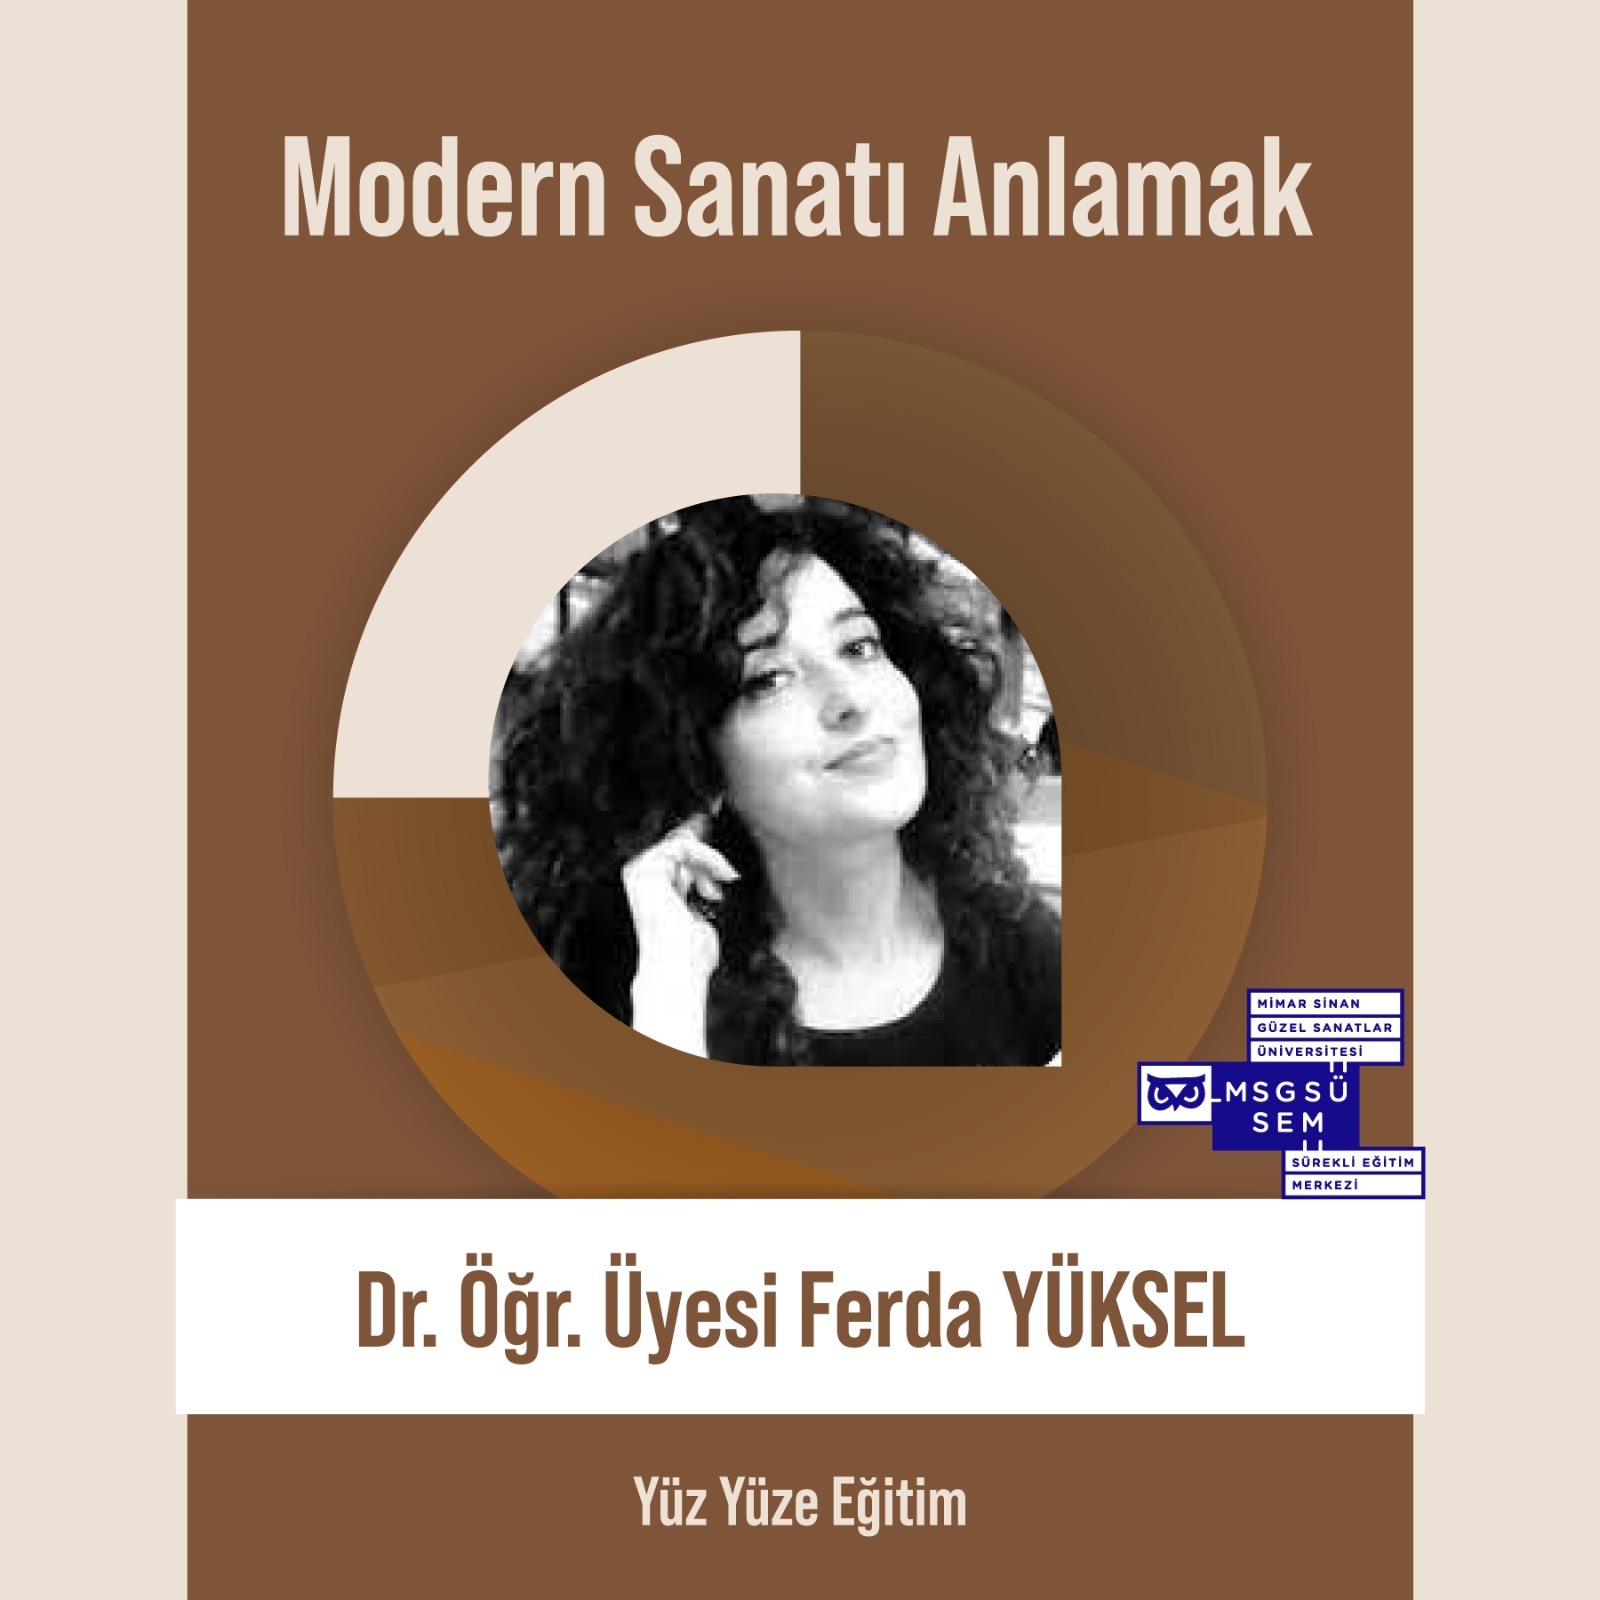 Modern Sanatı Anlamak
MİMAR SİNAN
GÜZEL SANATLAR
ÜNİVERSİTESİ
MSGSÜ
SEM
SÜREKLİ EĞİTİM
MERKEZİ
Dr. Öğr. Üyesi Ferda YÜKSEL
Yüz Yüze Eğitim